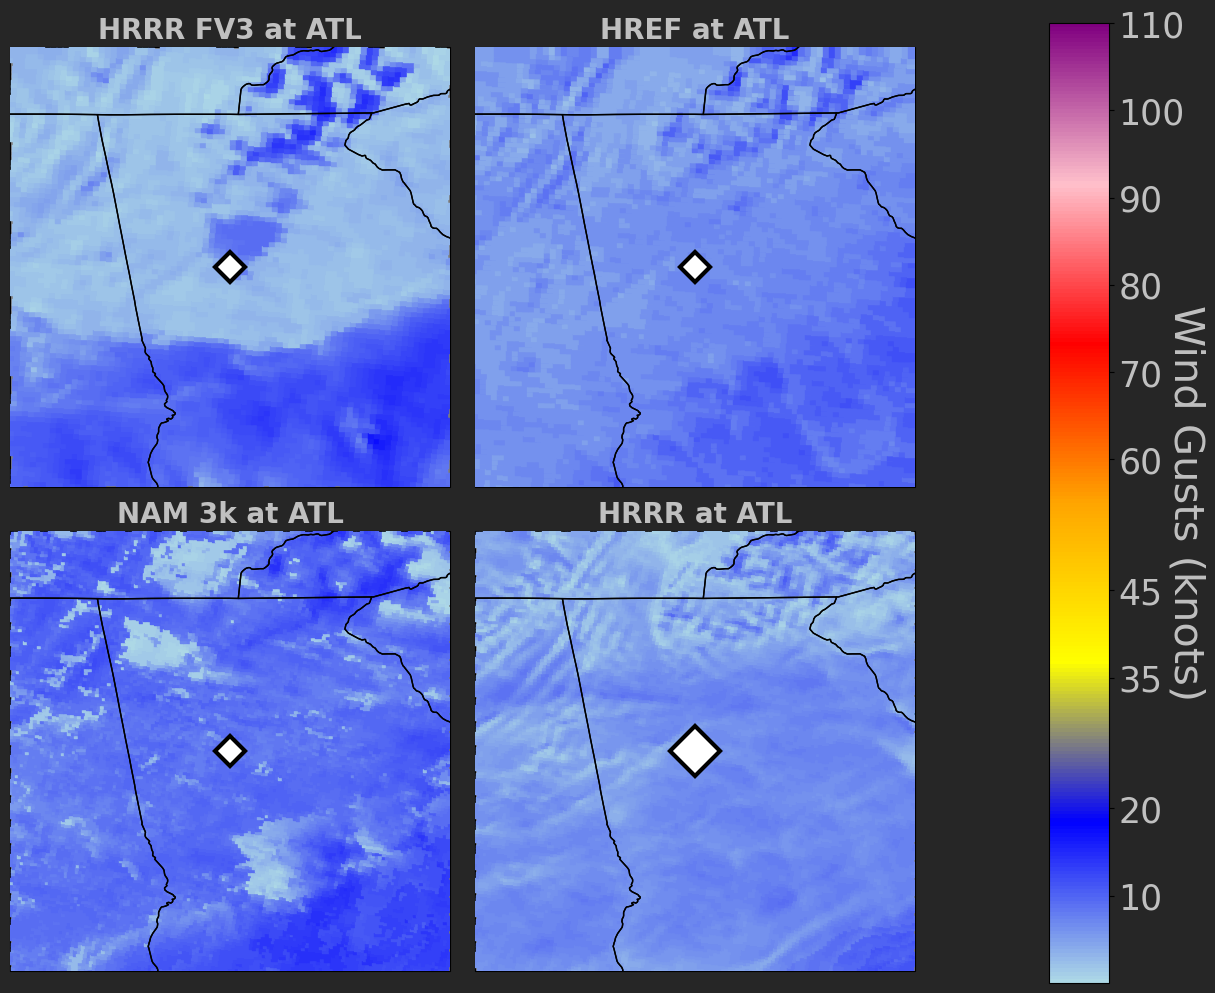 HRRR FV3 at ATL
HREF at ATL
NAM 3k at ATL
HRRR at ATL
110
100
90
80
70
60
45
35
20
10
Wind Gusts (knots)